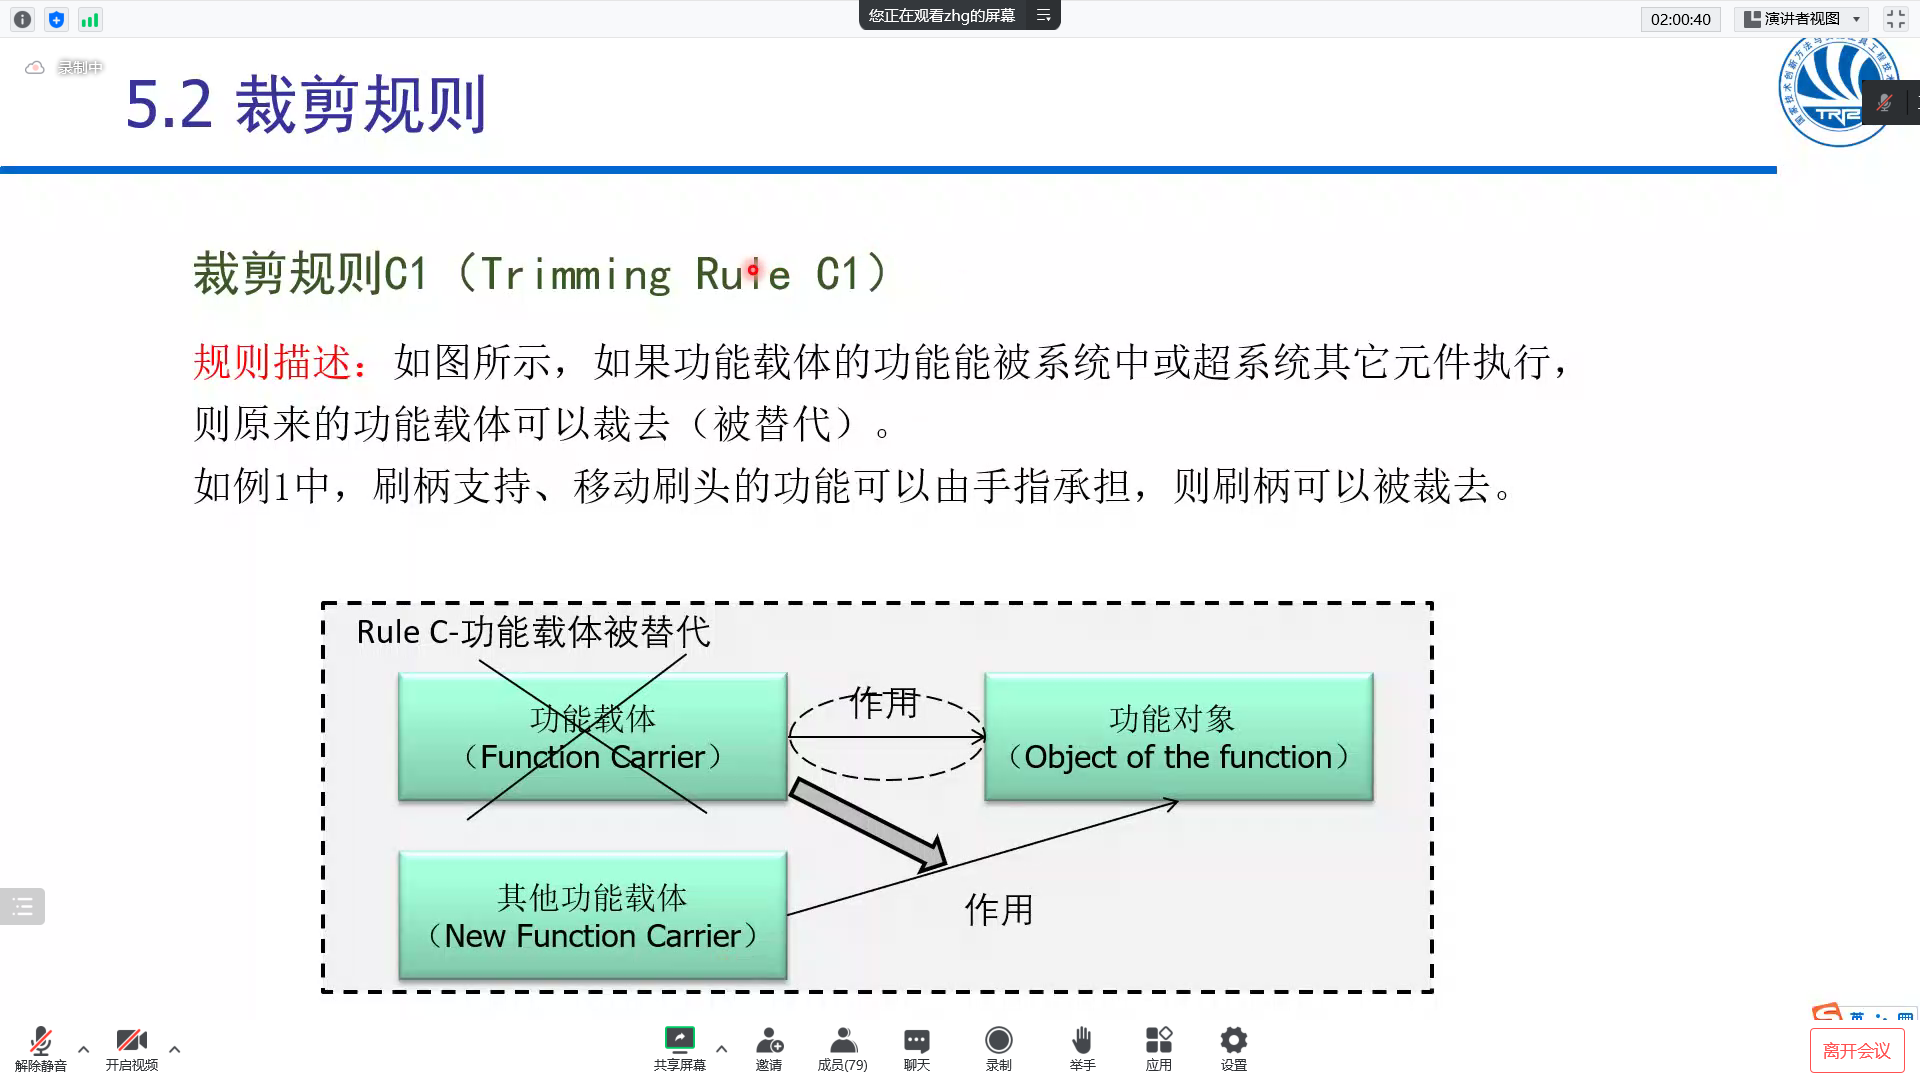 您正在观看zhg的屏幕
02:00:40
演讲者视图
录制中
5.2 裁剪规则
TRIZ
裁剪规则C1（Trimming Rule C1）
规则描述：如图所示，如果功能载体的功能能被系统中或超系统其它元件执行，
则原来的功能载体可以裁去（被替代）。
如例1中，刷柄支持、移动刷头的功能可以由手指承担，则刷柄可以被裁去。
Rule C-功能载体被替代
功能载体
（Function Carrier）
作用
功能对象
（Object of the function）
其他功能载体
（New Function Carrier）
作用
英
解除静音
开启视频
共享屏幕
邀请
成员(79)
聊天
录制
举手
应用
设置
离开会议